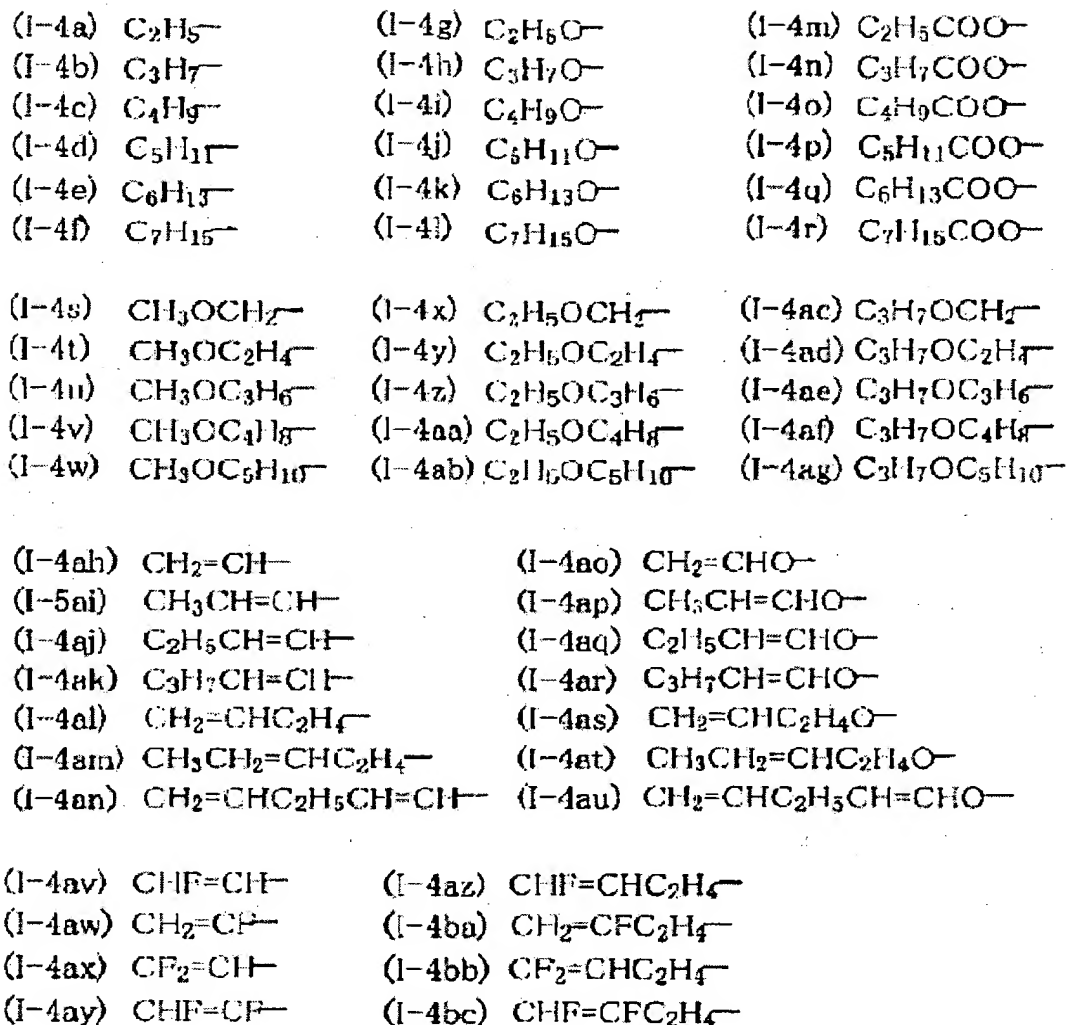 (I-4a) C₂H₅— (I-4g) C₂H₅O— (I-4m) C₂H₅COO—
(I-4b) C₃H₇— (I-4h) C₃H₇O— (I-4n) C₃H₇COO—
(I-4c) C₄H₉— (I-4i) C₄H₉O— (I-4o) C₄H₉COO—
(I-4d) C₅H₁₁— (I-4j) C₅H₁₁O— (I-4p) C₅H₁₁COO—
(I-4e) C₆H₁₃— (I-4k) C₆H₁₃O— (I-4q) C₆H₁₃COO—
(I-4f) C₇H₁₅— (I-4l) C₇H₁₅O— (I-4r) C₇H₁₅COO—
(I-4s) CH₃OCH₂— (I-4x) C₂H₅OCH₂— (I-4ac) C₃H₇OCH₂—
(I-4t) CH₃OC₂H₄— (I-4y) C₂H₅OC₂H₄— (I-4ad) C₃H₇OC₂H₄—
(I-4u) CH₃OC₃H₆— (I-4z) C₂H₅OC₃H₆— (I-4ae) C₃H₇OC₃H₆—
(I-4v) CH₃OC₄H₈— (I-4aa) C₂H₅OC₄H₈— (I-4af) C₃H₇OC₄H₈—
(I-4w) CH₃OC₅H₁₀— (I-4ab) C₂H₅OC₅H₁₀— (I-4ag) C₃H₇OC₅H₁₀—
(I-4ah) CH₂=CH— (I-4ao) CH₂=CHO—
(I-5ai) CH₃CH=CH— (I-4ap) CH₃CH=CHO—
(I-4aj) C₂H₅CH=CH— (I-4aq) C₂H₅CH=CHO—
(I-4ak) C₃H₇CH=CH— (I-4ar) C₃H₇CH=CHO—
(I-4al) CH₂=CHC₂H₄— (I-4as) CH₂=CHC₂H₄O—
(I-4am) CH₃CH₂=CHC₂H₄— (I-4at) CH₃CH₂=CHC₂H₄O—
(I-4an) CH₂=CHC₂H₅CH=CH— (I-4au) CH₂=CHC₂H₅CH=CHO—
(I-4av) CHF=CH— (I-4az) CHF=CHC₂H₄—
(I-4aw) CH₂=CF— (I-4ba) CH₂=CFC₂H₄—
(I-4ax) CF₂=CH— (I-4bb) CF₂=CHC₂H₄—
(I-4ay) CHF=CF— (I-4bc) CHF=CFC₂H₄—